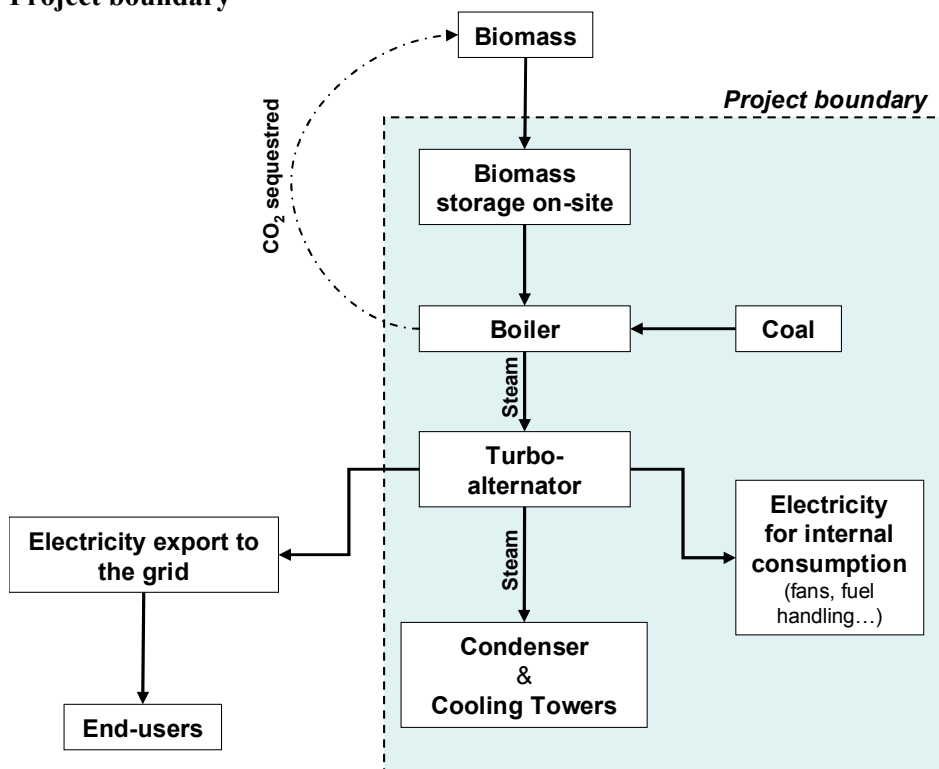 Project boundary
Biomass
Project boundary
CO₂ sequestred
Biomass
storage on-site
Boiler
Coal
Steam
Turbo-
alternator
Electricity export to
the grid
Steam
Electricity
for internal
consumption
(fans, fuel
handling…)
Condenser
&
Cooling Towers
End-users